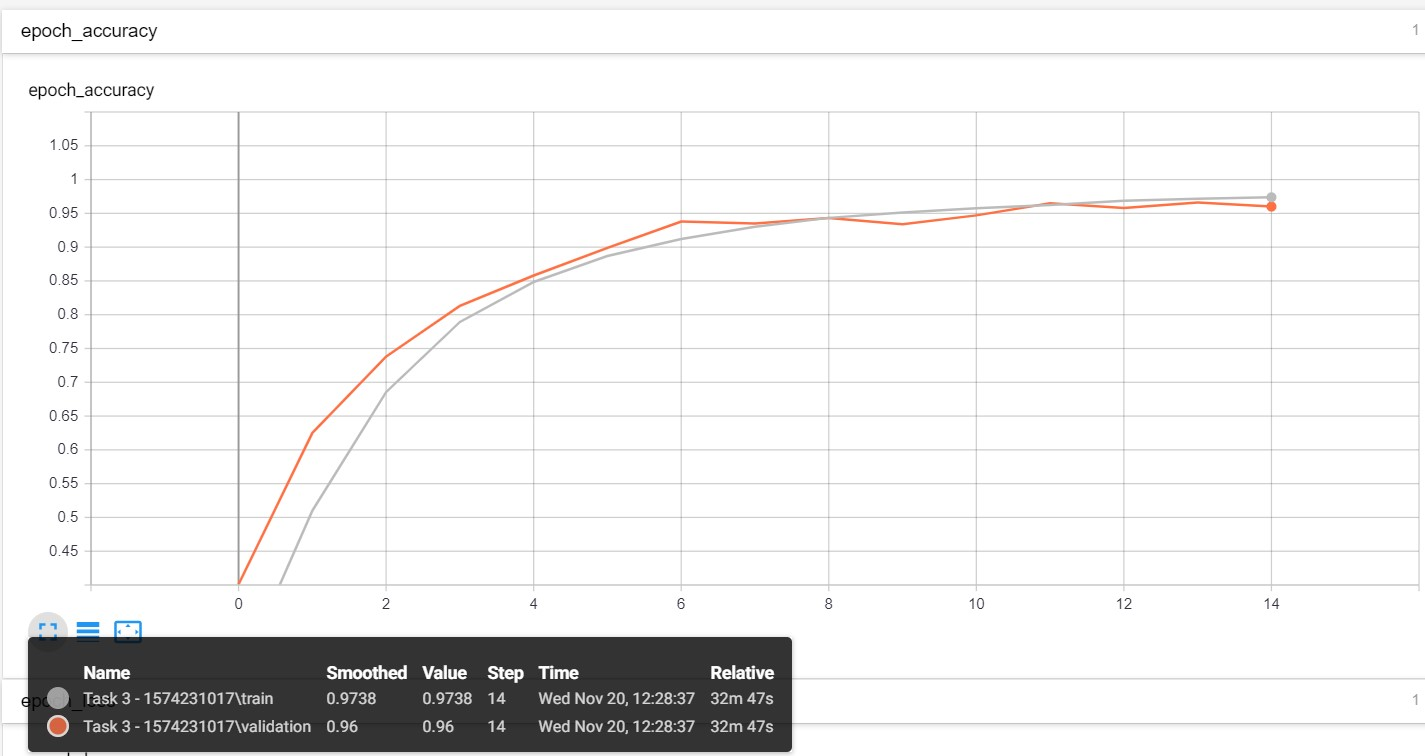 epoch_accuracy 1
epoch_accuracy
1.05
1
0.95
0.9
0.85
0.8
0.75
0.7
0.65
0.6
0.55
0.5
0.45
0 2 4 6 8 10 12 14
Name Smoothed Value Step Time Relative
Task 3 - 1574231017\train 0.9738 0.9738 14 Wed Nov 20, 12:28:37 32m 47s
1
Task 3 - 1574231017\validation 0.96 0.96 14 Wed Nov 20, 12:28:37 32m 47s